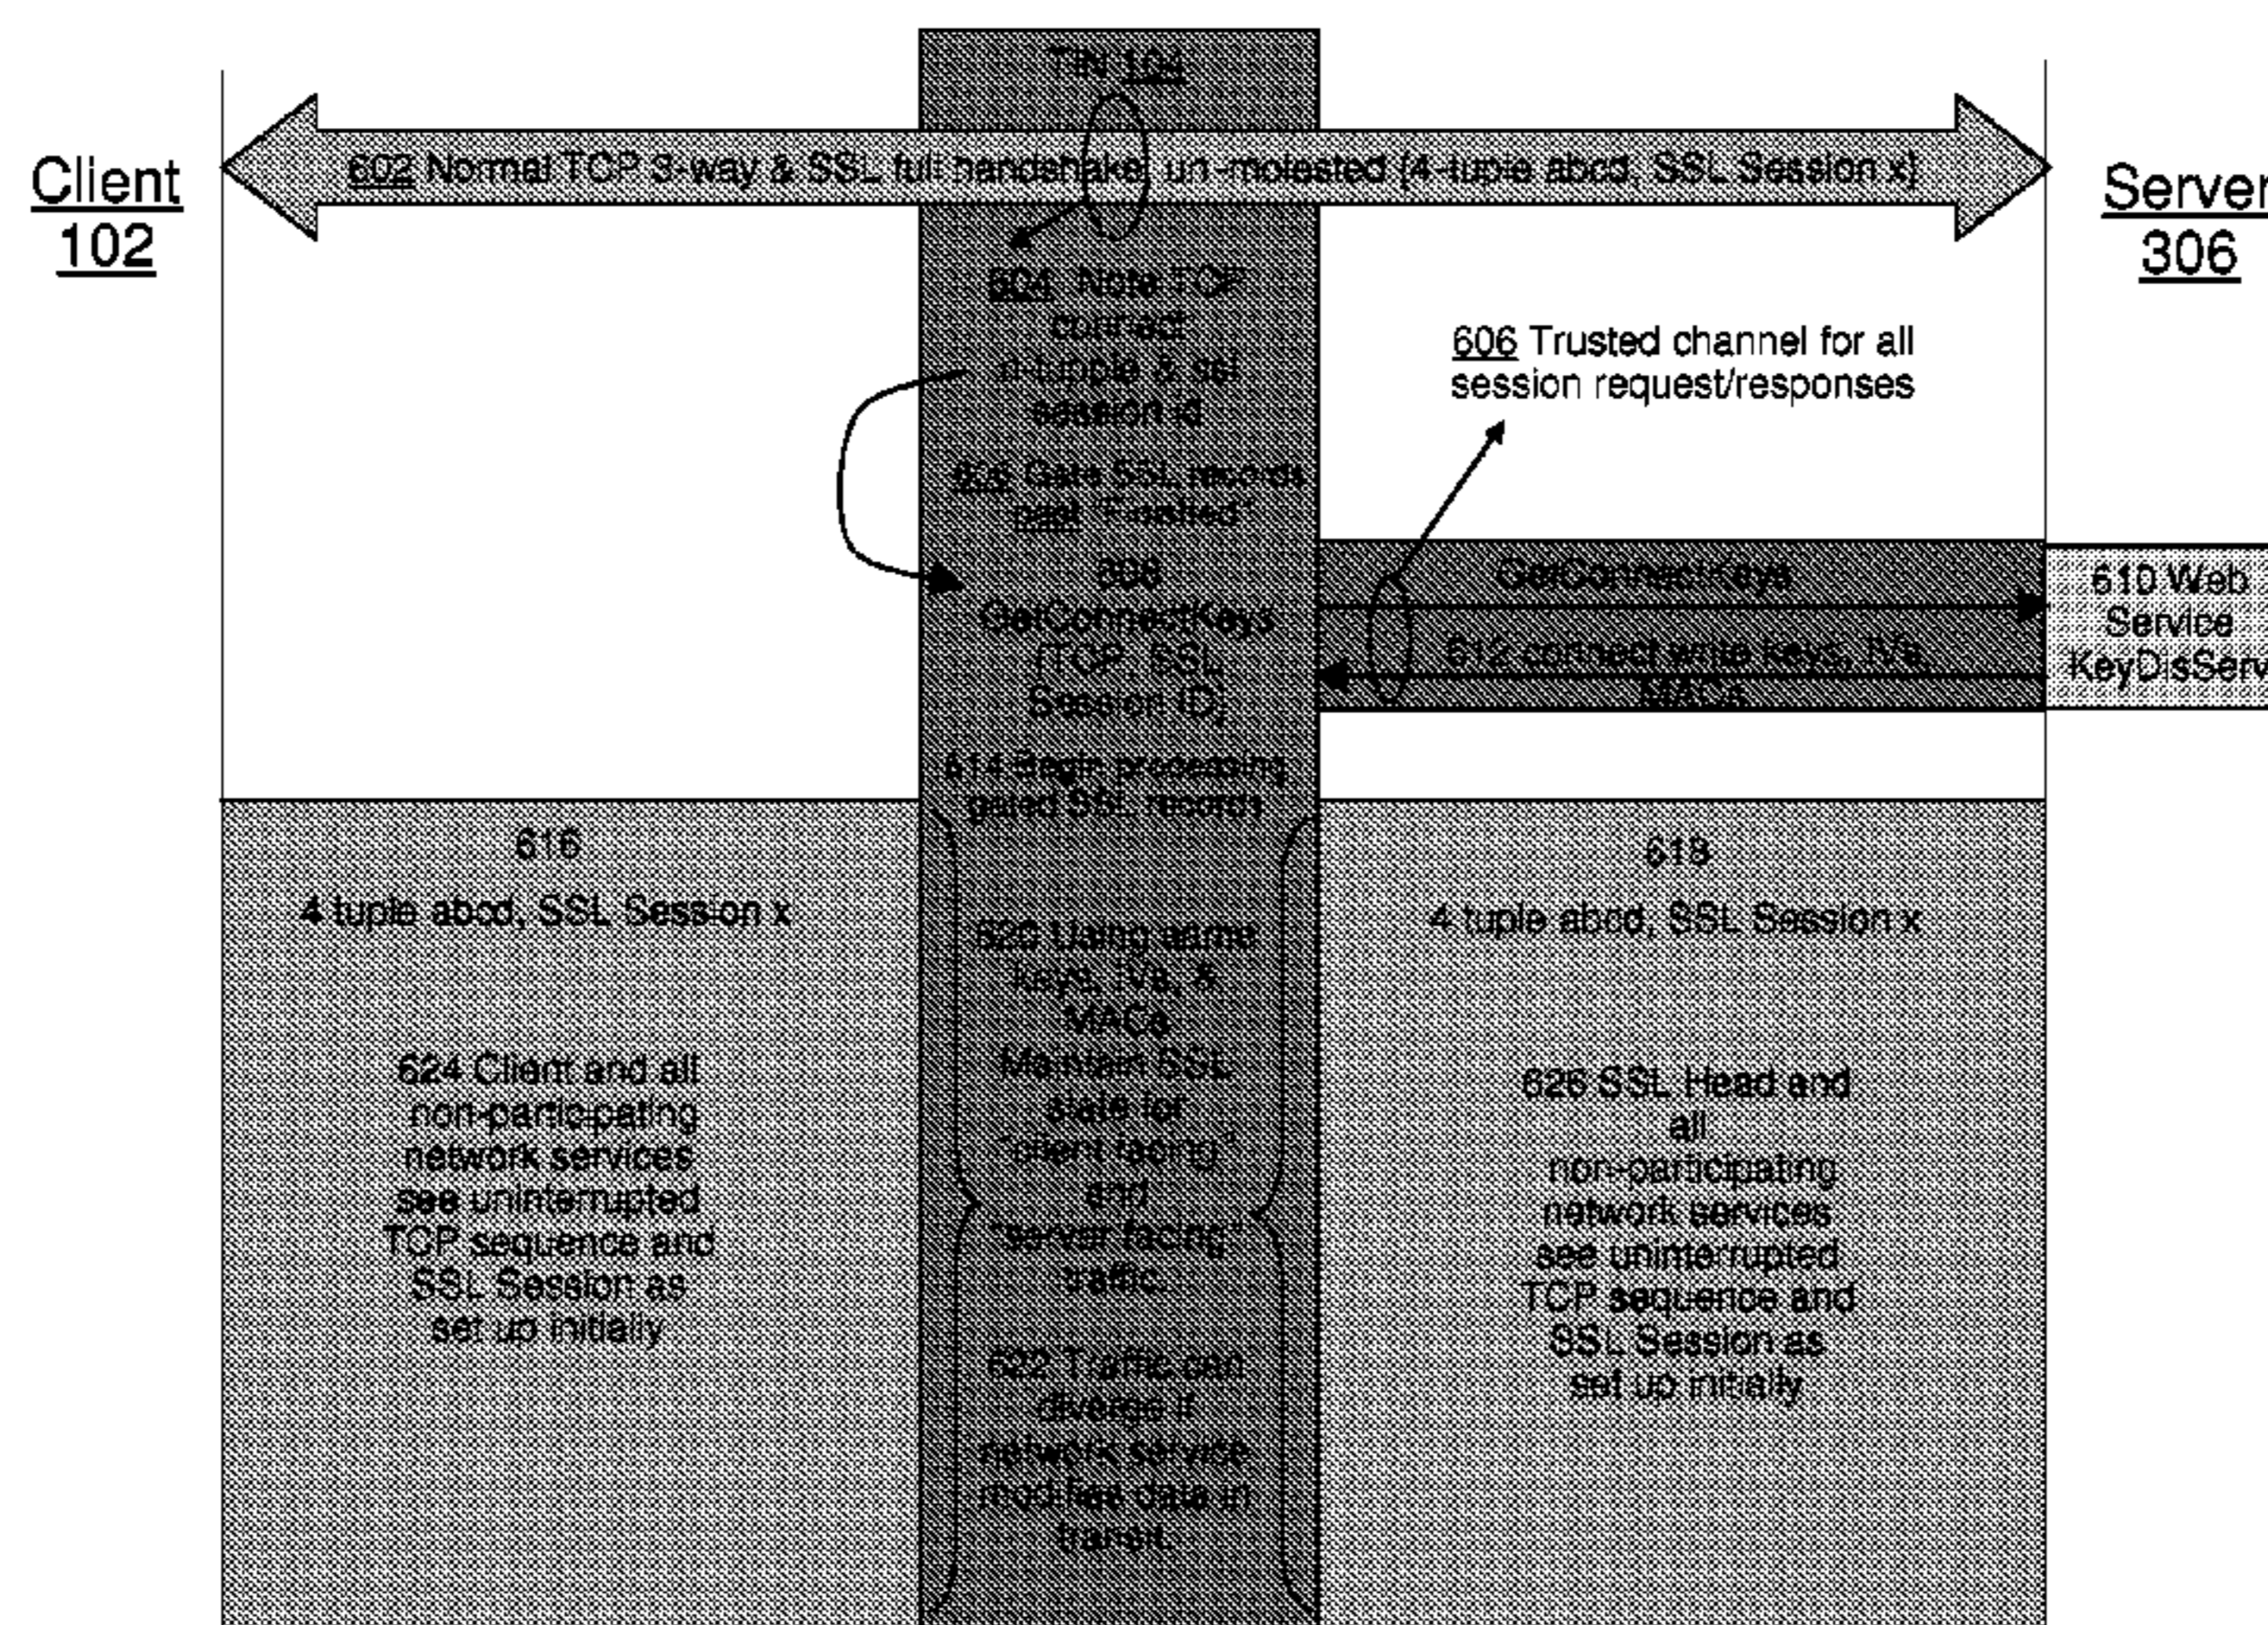 TIN 104
Client
102
602 Normal TCP 3-way & SSL full handshake, un-molested [4-tuple abcd, SSL Session x]
Server
306
604 Note TCP
connect
n-tupple & ssl
session id
606 Trusted channel for all
session request/responses
606 Gate SSL records
past "Finished"
608
GetConnectKeys
[TCP, SSL
Session ID]
GetConnectKeys
612 connect write keys, IVs,
MACs
610 Web
Service
KeyDisServ
614 Begin processing
gated SSL records
616
4 tuple abcd, SSL Session x
618
4 tuple abcd, SSL Session x
620 Using same
keys, IVs, &
MACs
Maintain SSL
state for
"client facing"
and
"server facing"
traffic.
622 Traffic can
diverge if
network service
modifies data in
transit.
624 Client and all
non-participating
network services
see uninterrupted
TCP sequence and
SSL Session as
set up initially
626 SSL Head end
all
non-participating
network services
see uninterrupted
TCP sequence and
SSL Session as
set up initially